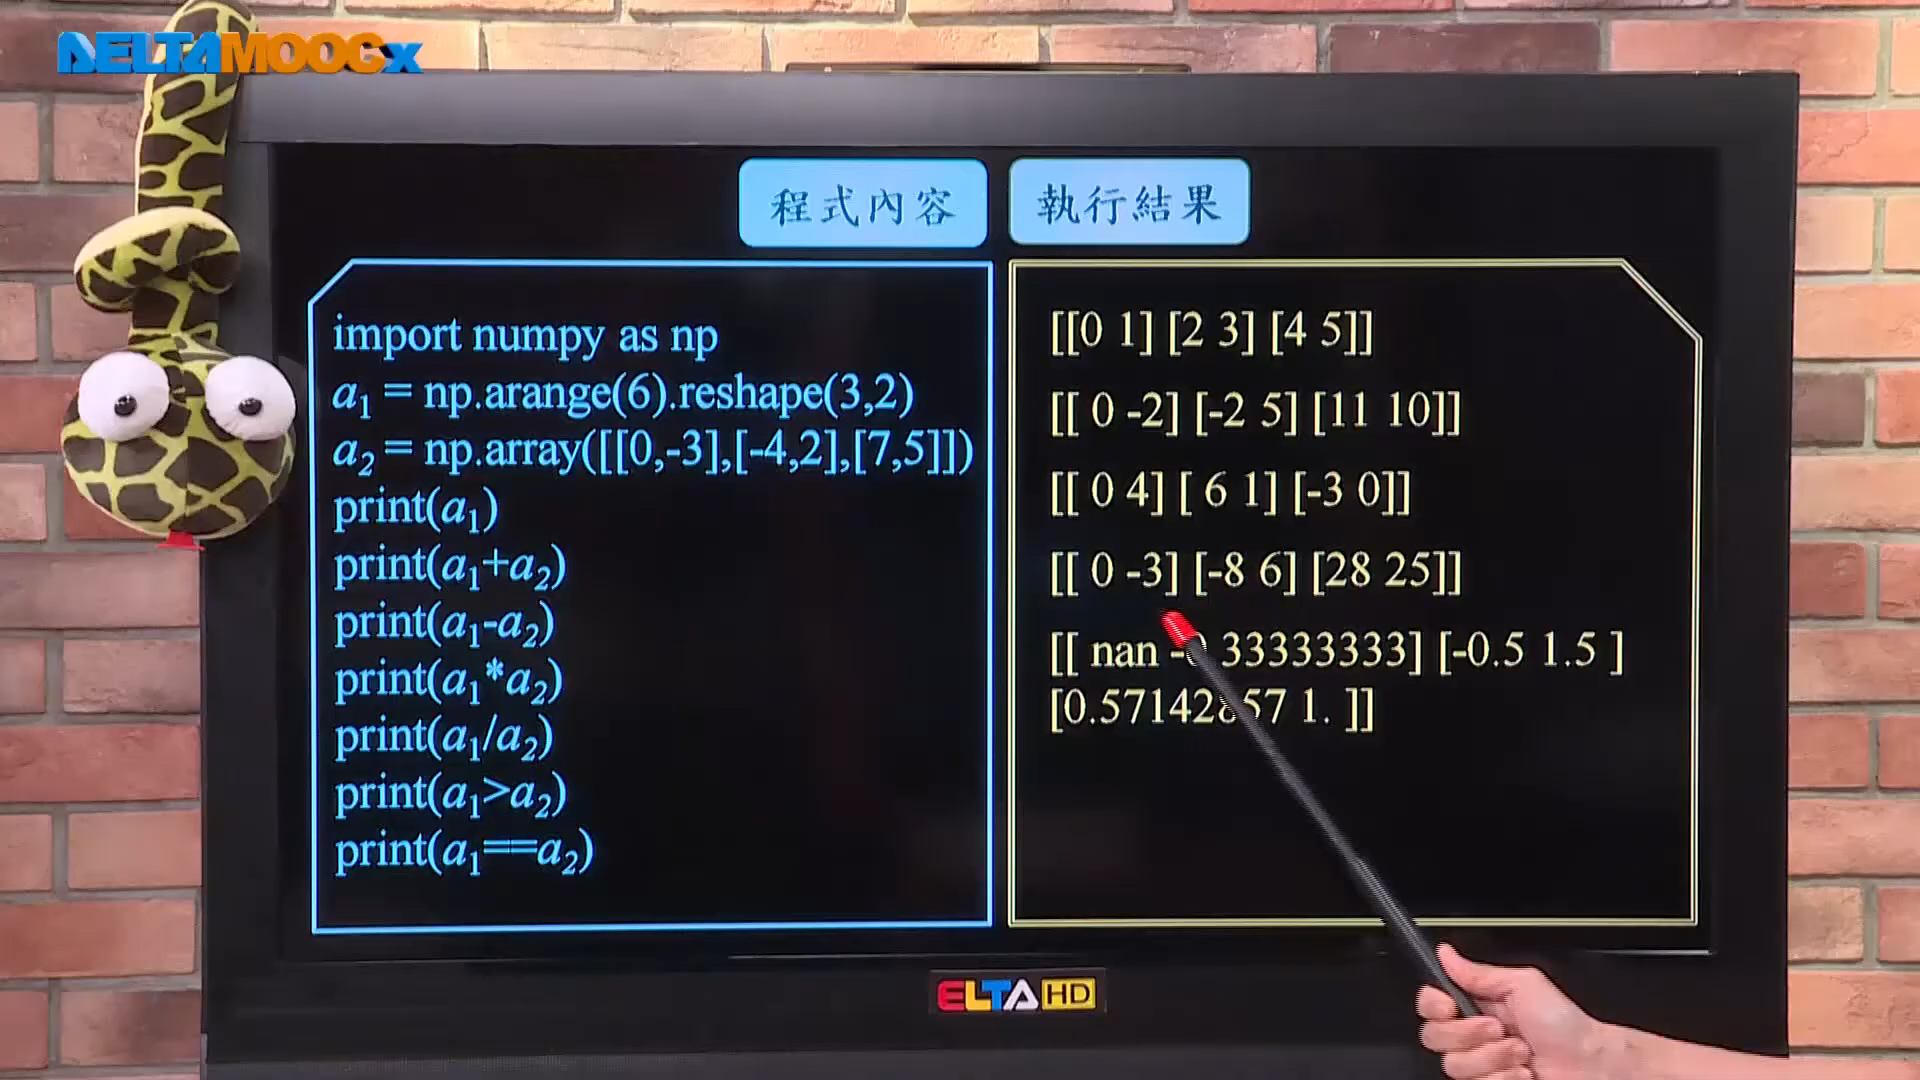 DELTAMOOCx
程式內容
執行結果
import numpy as np
a₁ = np.arange(6).reshape(3,2)
a₂ = np.array([[0,-3],[-4,2],[7,5]])
print(a₁)
print(a₁+a₂)
print(a₁-a₂)
print(a₁*a₂)
print(a₁/a₂)
print(a₁>a₂)
print(a₁==a₂)
[[0 1] [2 3] [4 5]]
[[ 0 -2] [-2 5] [11 10]]
[[ 0 4] [ 6 1] [-3 0]]
[[ 0 -3] [-8 6] [28 25]]
[[ nan 33333333] [-0.5 1.5 ]
[0.57142857 1. ]]
ELTA HD